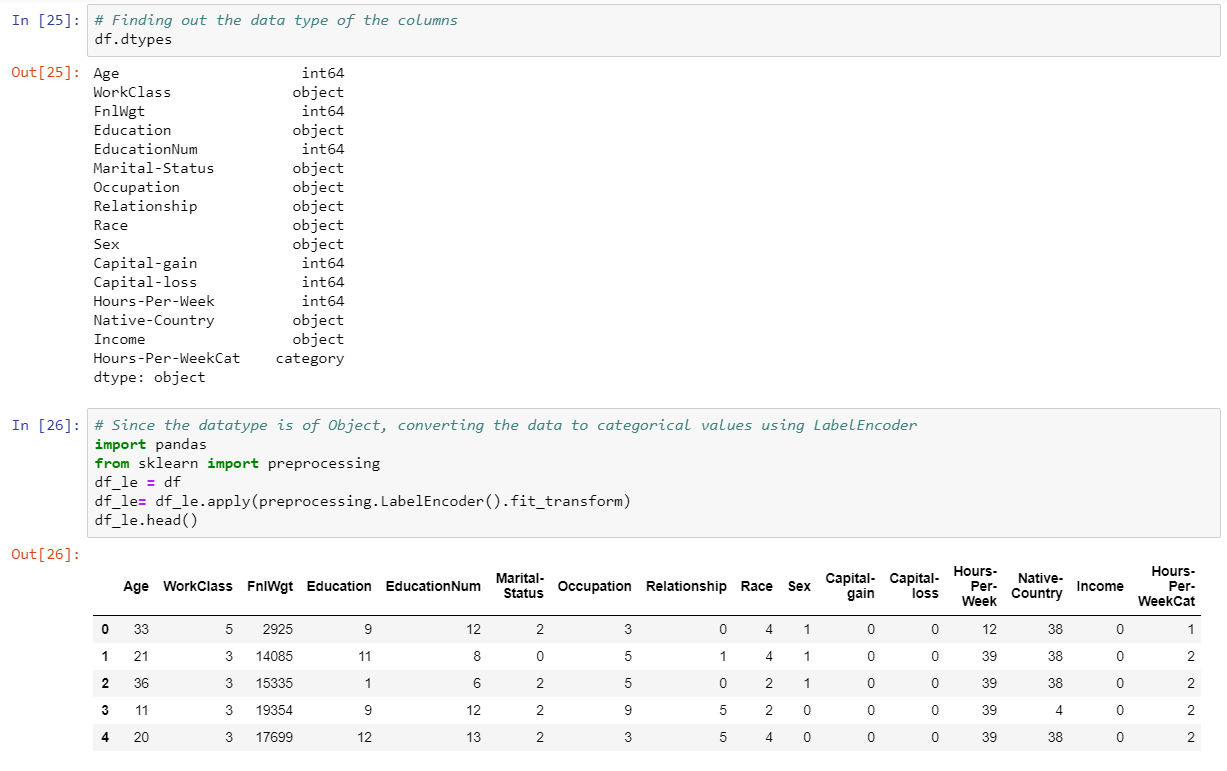 In [25]: # Finding out the data type of the columns
df.dtypes
Out[25]: Age int64
WorkClass object
FnlWgt int64
Education object
EducationNum int64
Marital-Status object
Occupation object
Relationship object
Race object
Sex object
Capital-gain int64
Capital-loss int64
Hours-Per-Week int64
Native-Country object
Income object
Hours-Per-WeekCat category
dtype: object
In [26]: # Since the datatype is of Object, converting the data to categorical values using LabelEncoder
import pandas
from sklearn import preprocessing
df_le = df
df_le= df_le.apply(preprocessing.LabelEncoder().fit_transform)
df_le.head()
Out[26]:
Age WorkClass FnlWgt Education EducationNum Marital-Status Occupation Relationship Race Sex Capital-gain Capital-loss Hours-Per-Week Native-Country Income Hours-Per-WeekCat
0 33 5 2925 9 12 2 3 0 4 1 0 0 12 38 0 1
1 21 3 14085 11 8 0 5 1 4 1 0 0 39 38 0 2
2 36 3 15335 1 6 2 5 0 2 1 0 0 39 38 0 2
3 11 3 19354 9 12 2 9 5 2 0 0 0 39 4 0 2
4 20 3 17699 12 13 2 3 5 4 0 0 0 39 38 0 2